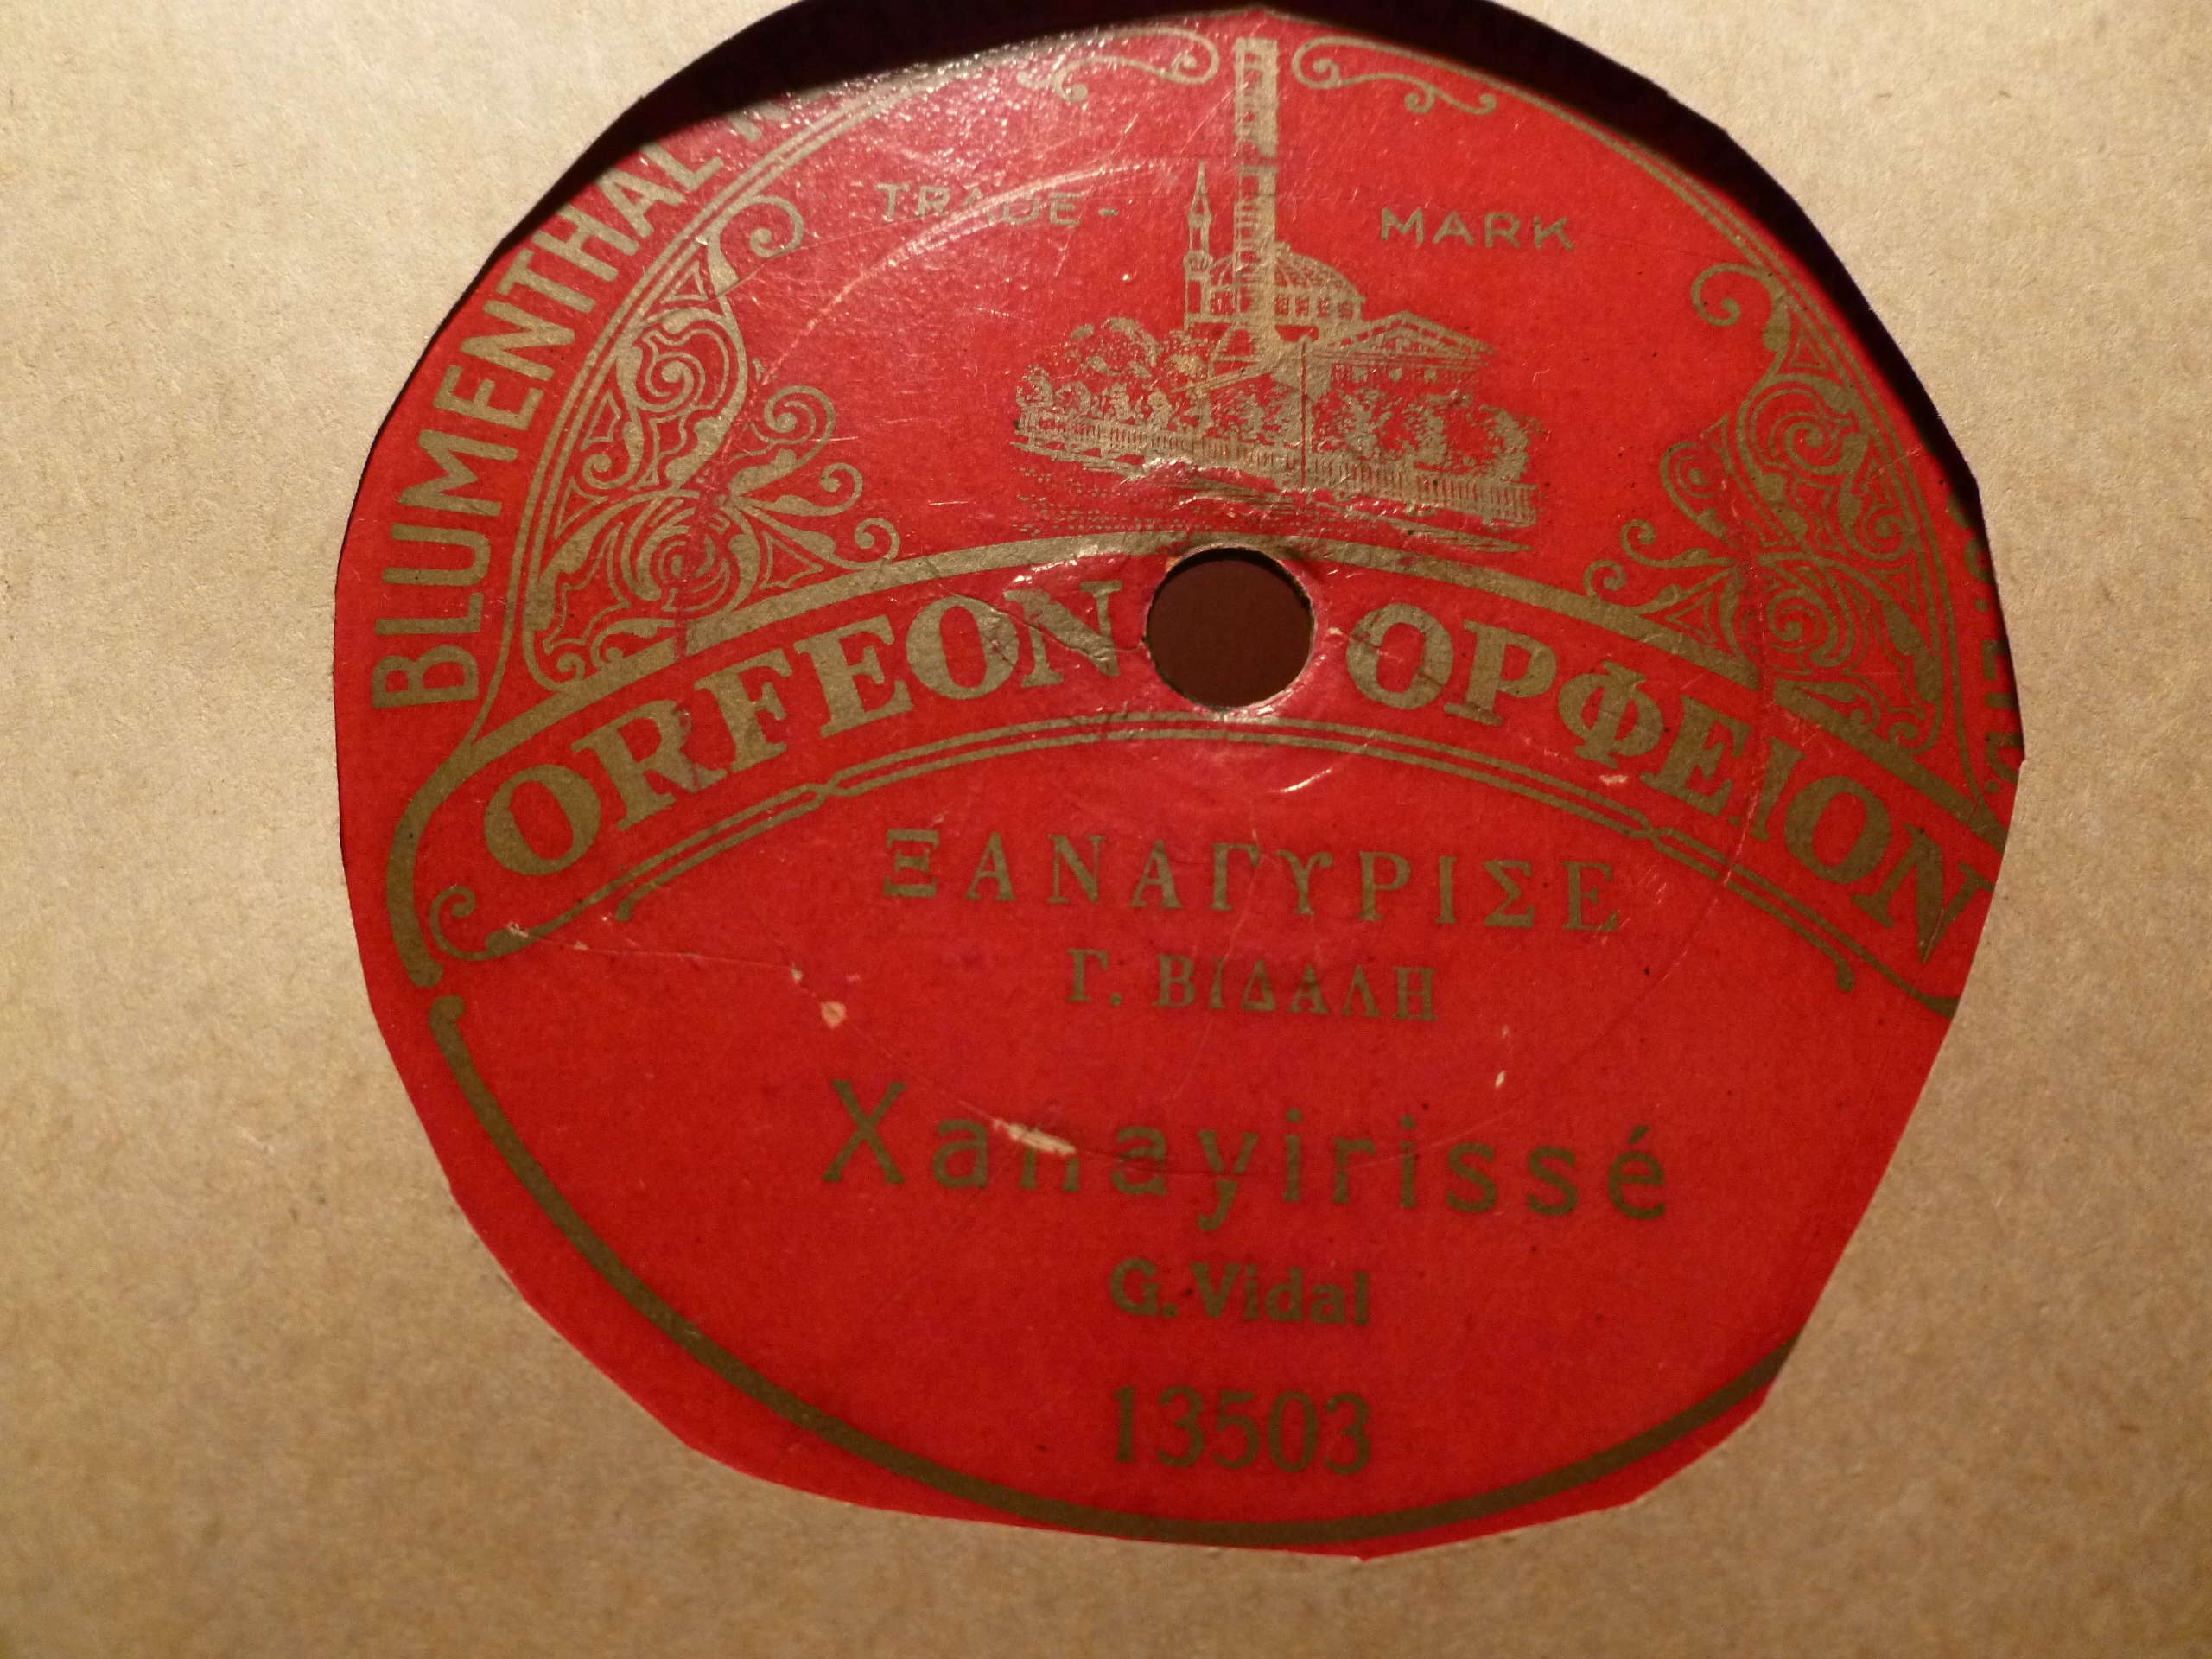 BLUMENTHAL
TRADE-MARK
ORFEON ΟΡΦΕΙΟΝ
ΞΑΝΑΓΥΡΙΣΕ
Γ. ΒΙΔΑΛΗ
Xanayirissé
G. Vidal
13503